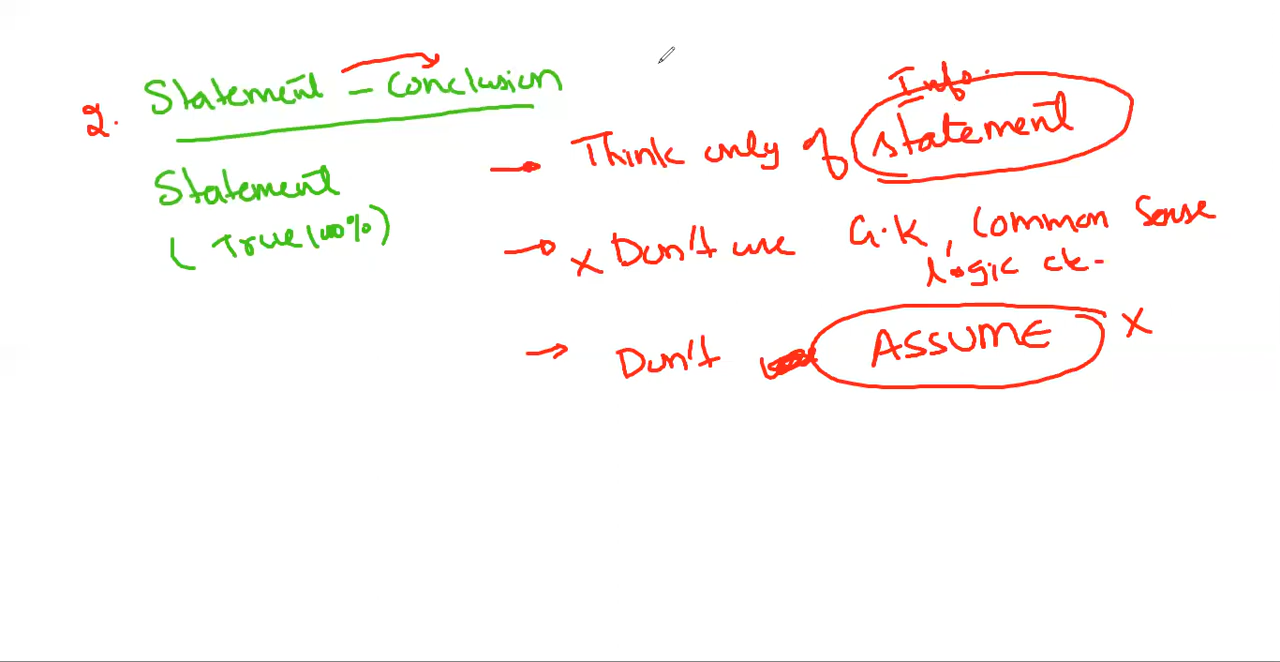 2. Statement - Conclusion
Info.
→ Think only of statement
Statement
(True 100%)
→ x Don't use G.K, Common Sense
logic etc-
→ Don't ASSUME x